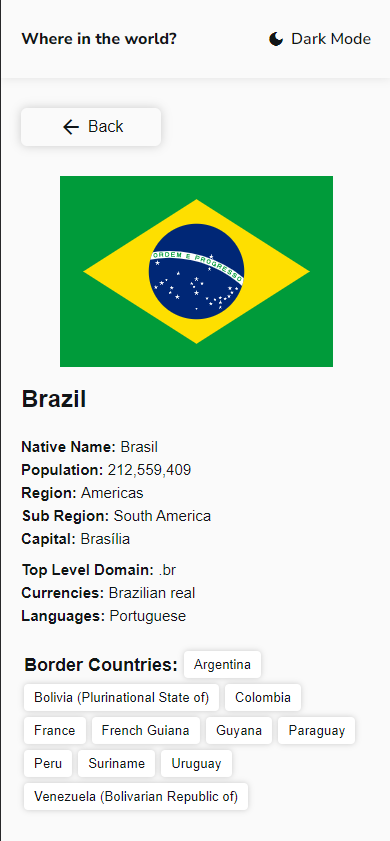 Where in the world? Dark Mode
Back
ORDEM E PROGRESSO
Brazil
Native Name: Brasil
Population: 212,559,409
Region: Americas
Sub Region: South America
Capital: Brasília
Top Level Domain: .br
Currencies: Brazilian real
Languages: Portuguese
Border Countries: Argentina
Bolivia (Plurinational State of) Colombia
France French Guiana Guyana Paraguay
Peru Suriname Uruguay
Venezuela (Bolivarian Republic of)